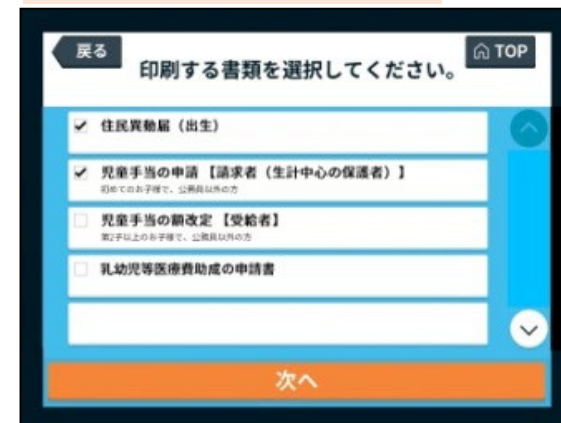 戻る
TOP
印刷する書類を選択してください。
住民異動届（出生）
児童手当の申請【請求者（生計中心の保護者）】
初めてのお子様で、公務員以外の方
児童手当の額改定【受給者】
第2子以上のお子様で、公務員以外の方
乳幼児等医療費助成の申請書
次へ